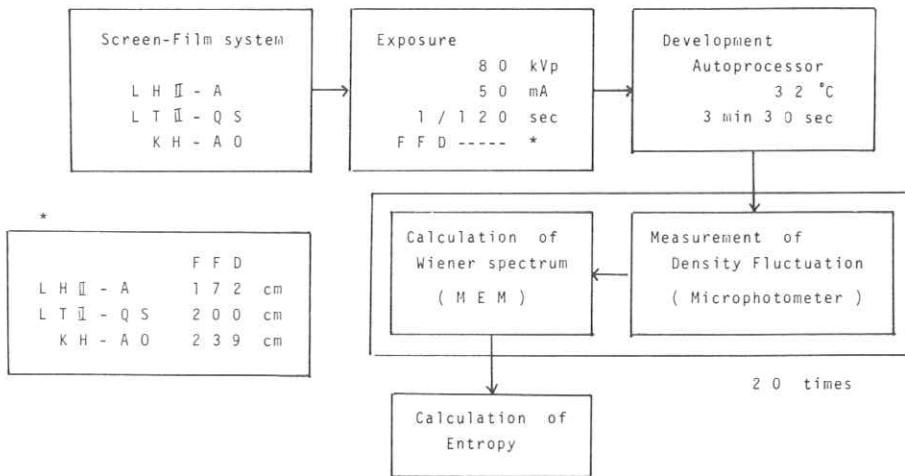 Screen-Film system
LHⅡ-A
LTⅡ-QS
KH-AO
Exposure
80 kVp
50 mA
1/120 sec
FFD ----- *
Development
Autoprocessor
32 °C
3 min 30 sec
*
FFD
LHⅡ-A 172 cm
LTⅡ-QS 200 cm
KH-AO 239 cm
Calculation of
Wiener spectrum
(MEM)
Measurement of
Density Fluctuation
( Microphotometer )
20 times
Calculation of
Entropy